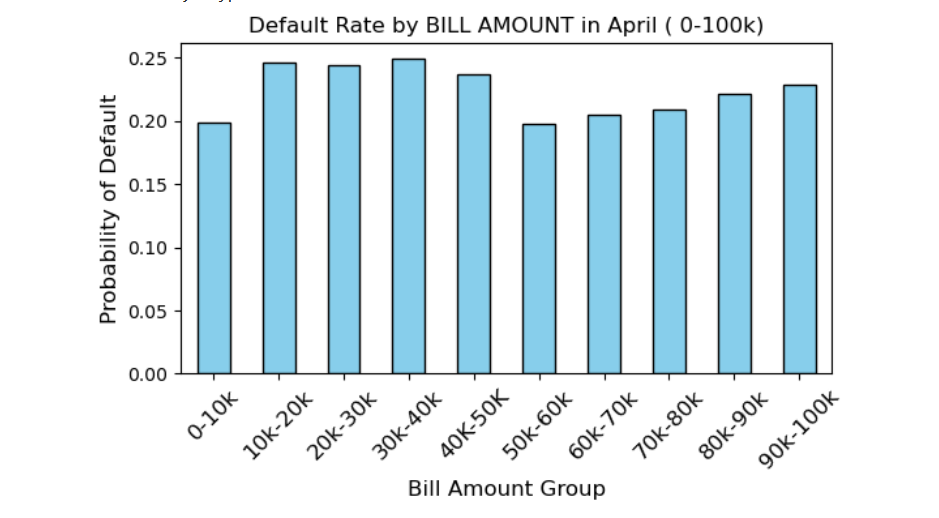 Default Rate by BILL AMOUNT in April ( 0-100k)
Probability of Default
0.25
0.20
0.15
0.10
0.05
0.00
0-10k
10k-20k
20k-30k
30k-40k
40K-50K
50k-60k
60k-70k
70k-80k
80k-90k
90k-100k
Bill Amount Group